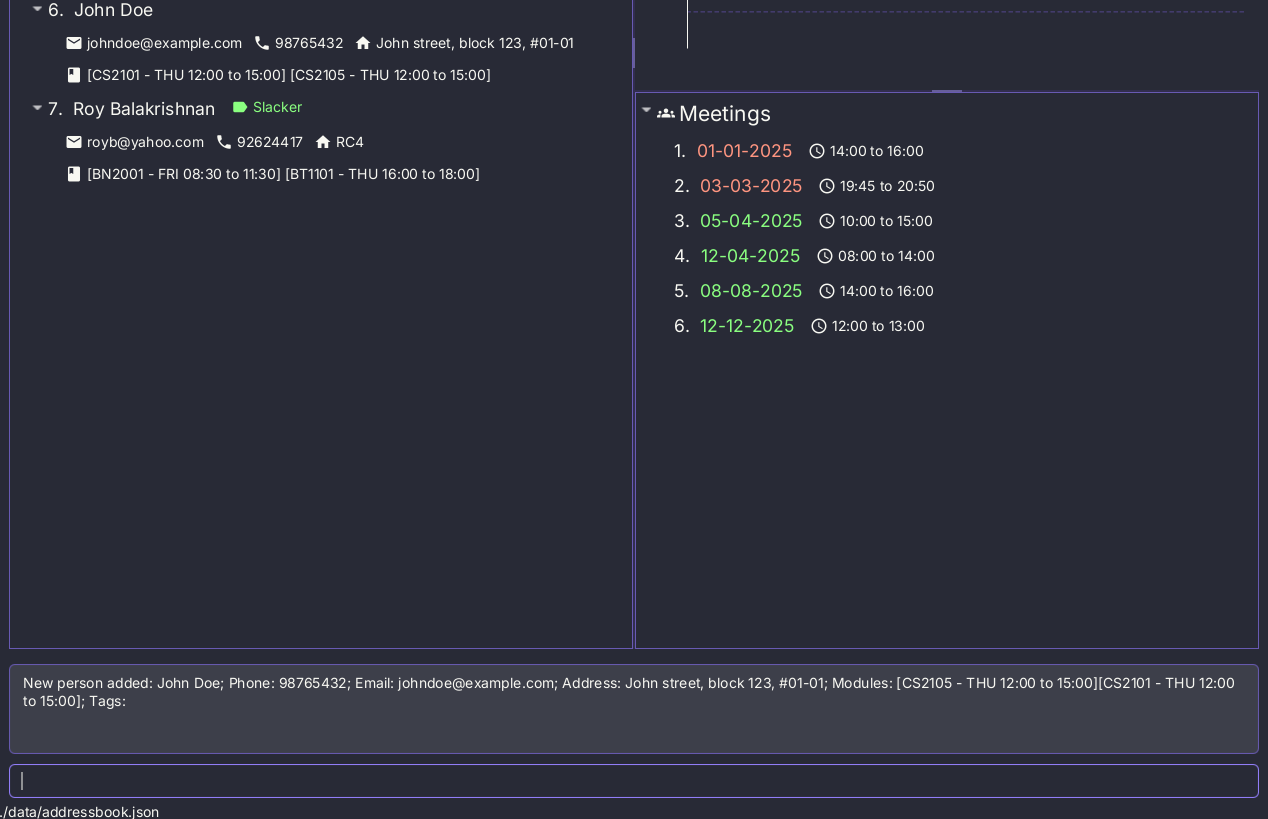 6. John Doe
johndoe@example.com 98765432 John street, block 123, #01-01
[CS2101 - THU 12:00 to 15:00] [CS2105 - THU 12:00 to 15:00]
7. Roy Balakrishnan Slacker
royb@yahoo.com 92624417 RC4
[BN2001 - FRI 08:30 to 11:30] [BT1101 - THU 16:00 to 18:00]
Meetings
1. 01-01-2025 14:00 to 16:00
2. 03-03-2025 19:45 to 20:50
3. 05-04-2025 10:00 to 15:00
4. 12-04-2025 08:00 to 14:00
5. 08-08-2025 14:00 to 16:00
6. 12-12-2025 12:00 to 13:00
New person added: John Doe; Phone: 98765432; Email: johndoe@example.com; Address: John street, block 123, #01-01; Modules: [CS2105 - THU 12:00 to 15:00][CS2101 - THU 12:00
to 15:00]; Tags:
./data/addressbook.json